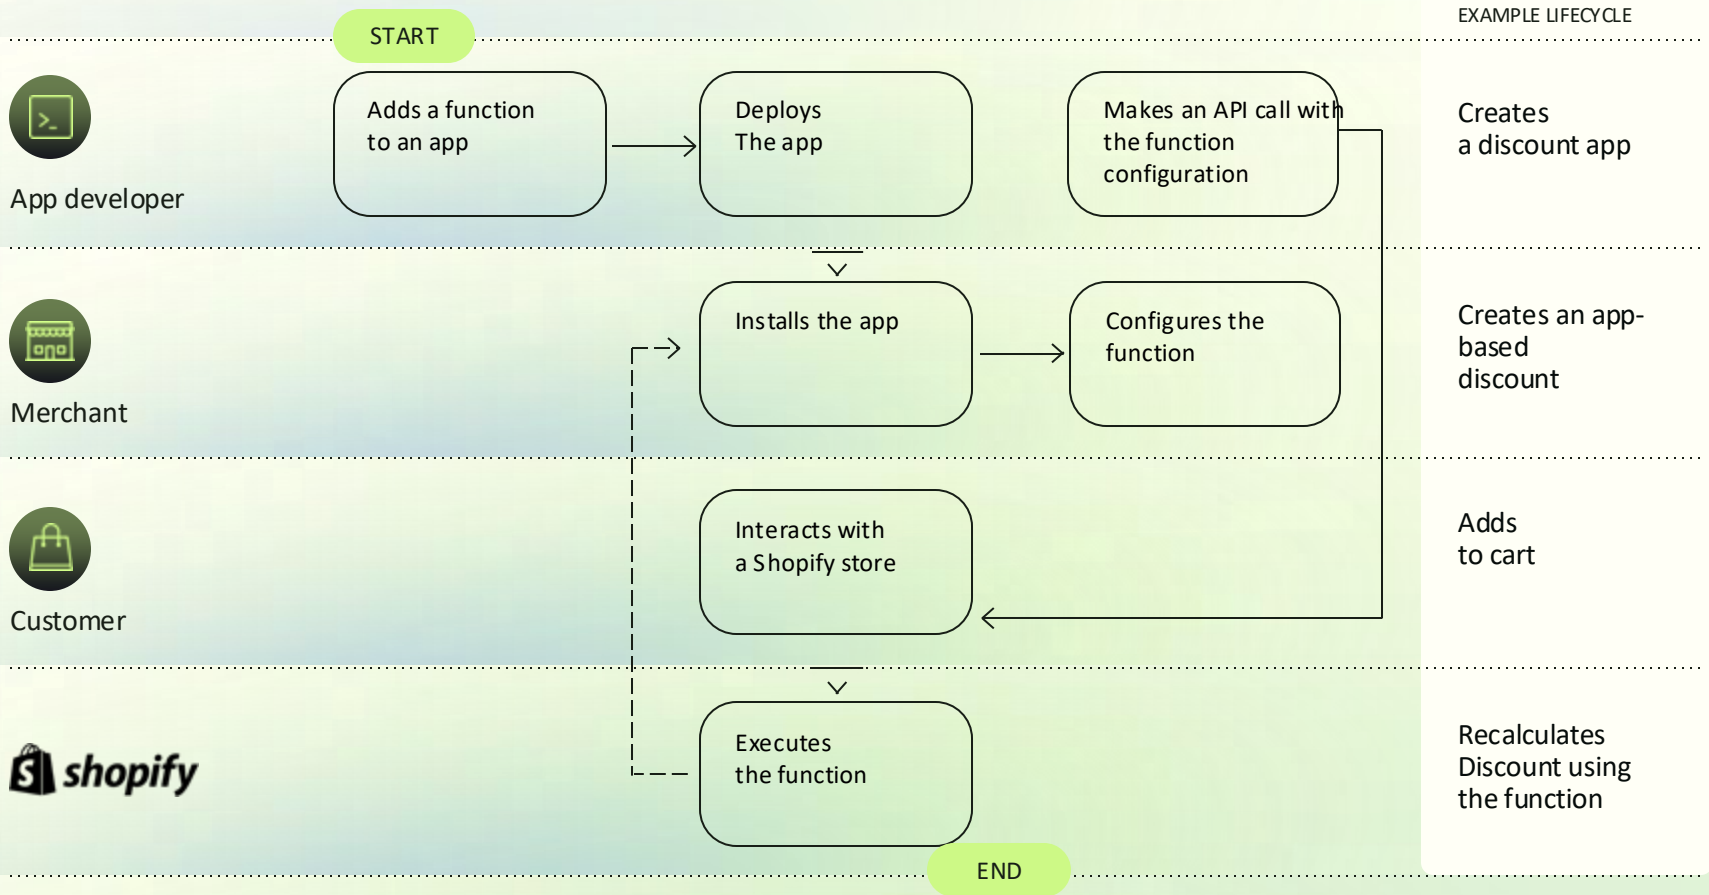 EXAMPLE LIFECYCLE
START
Adds a function
to an app
Deploys
The app
Makes an API call with
the function
configuration
Creates
a discount app
App developer
Installs the app
Configures the
function
Creates an app-
based
discount
Merchant
Interacts with
a Shopify store
Adds
to cart
Customer
Executes
the function
Recalculates
Discount using
the function
shopify
END